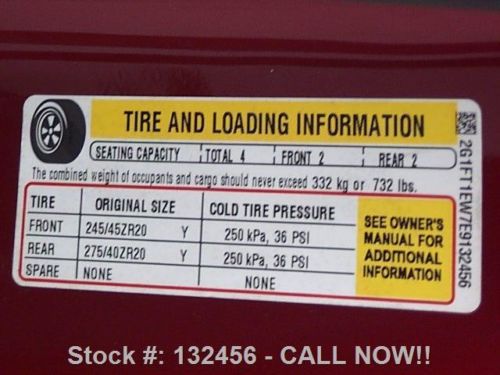 TIRE AND LOADING INFORMATION
SEATING CAPACITY TOTAL 4 FRONT 2 REAR 2
The combined weight of occupants and cargo should never exceed 332 kg or 732 lbs.
TIRE ORIGINAL SIZE COLD TIRE PRESSURE
FRONT 245/45ZR20 Y 250 kPa, 36 PSI
REAR 275/40ZR20 Y 250 kPa, 36 PSI
SPARE NONE NONE
SEE OWNER'S
MANUAL FOR
ADDITIONAL
INFORMATION
2G1FT1EW7E9132456
Stock #: 132456 - CALL NOW!!